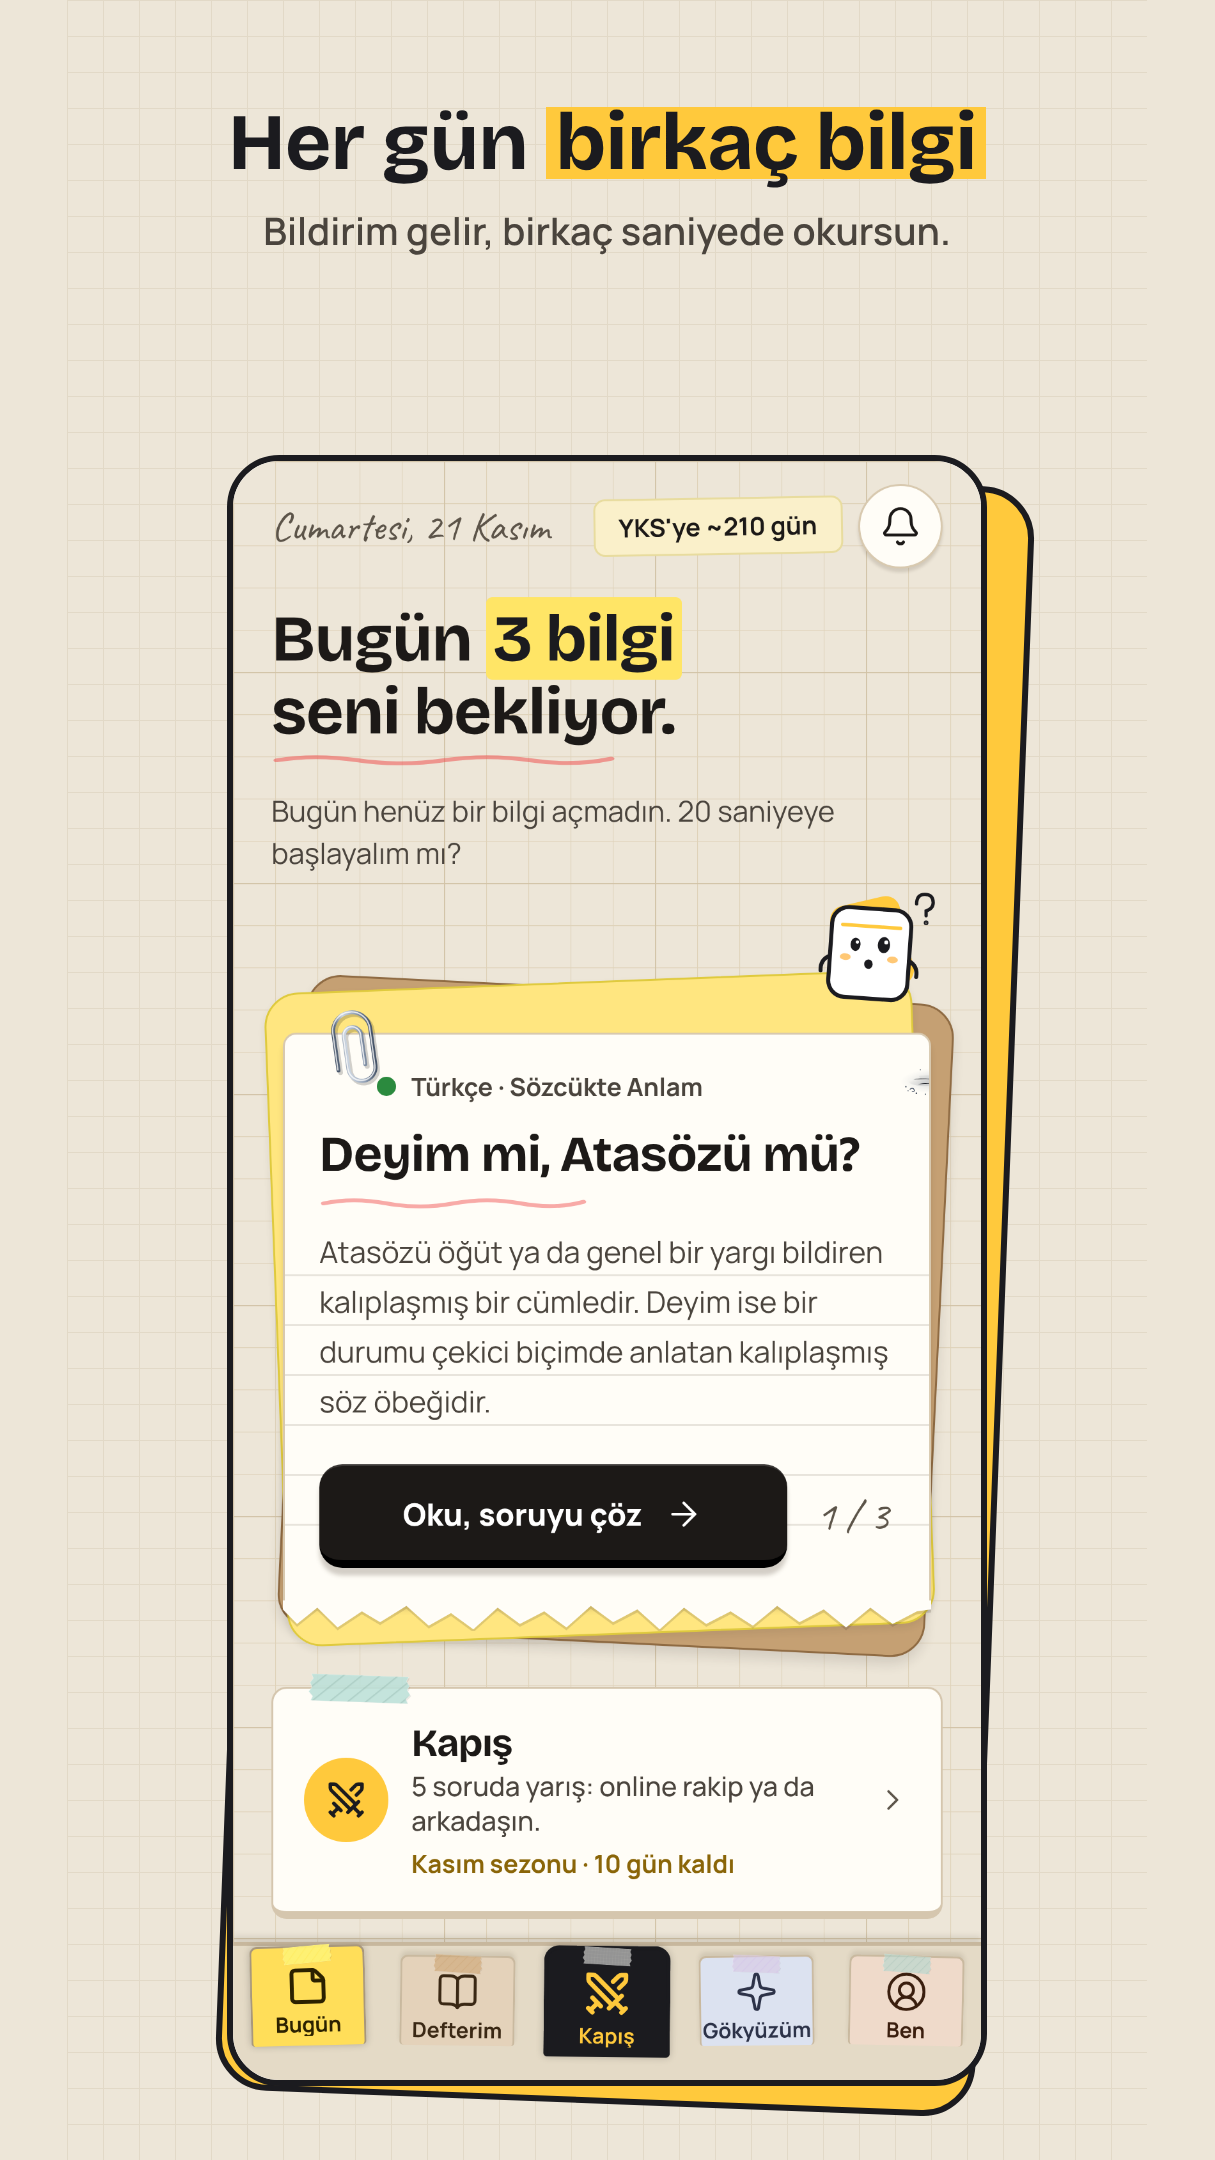 Her gün birkaç bilgi
Bildirim gelir, birkaç saniyede okursun.
Cumartesi, 21 Kasım
YKS'ye ~210 gün
Bugün 3 bilgi
seni bekliyor.
Bugün henüz bir bilgi açmadın. 20 saniyeye
başlayalım mı?
?
Türkçe · Sözcükte Anlam
Deyim mi, Atasözü mü?
Atasözü öğüt ya da genel bir yargı bildiren
kalıplaşmış bir cümledir. Deyim ise bir
durumu çekici biçimde anlatan kalıplaşmış
söz öbeğidir.
Oku, soruyu çöz →
1 / 3
Kapış
5 soruda yarış: online rakip ya da
arkadaşın.
Kasım sezonu · 10 gün kaldı
Bugün
Defterim
Kapış
Gökyüzüm
Ben